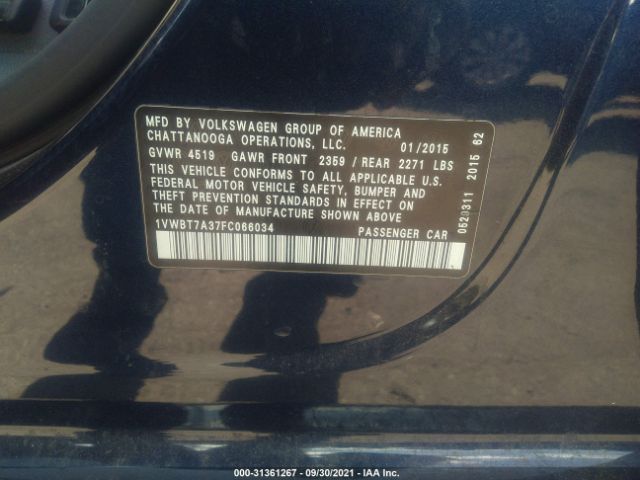 MFD BY VOLKSWAGEN GROUP OF AMERICA
CHATTANOOGA OPERATIONS, LLC. 01/2015
GVWR 4519 GAWR FRONT 2359 / REAR 2271 LBS
THIS VEHICLE CONFORMS TO ALL APPLICABLE U.S.
FEDERAL MOTOR VEHICLE SAFETY, BUMPER AND
THEFT PREVENTION STANDARDS IN EFFECT ON
THE DATE OF MANUFACTURE SHOWN ABOVE
1VWBT7A37FC066034 PASSENGER CAR
0529311 2015 62
000-31361267 - 09/30/2021 - IAA Inc.